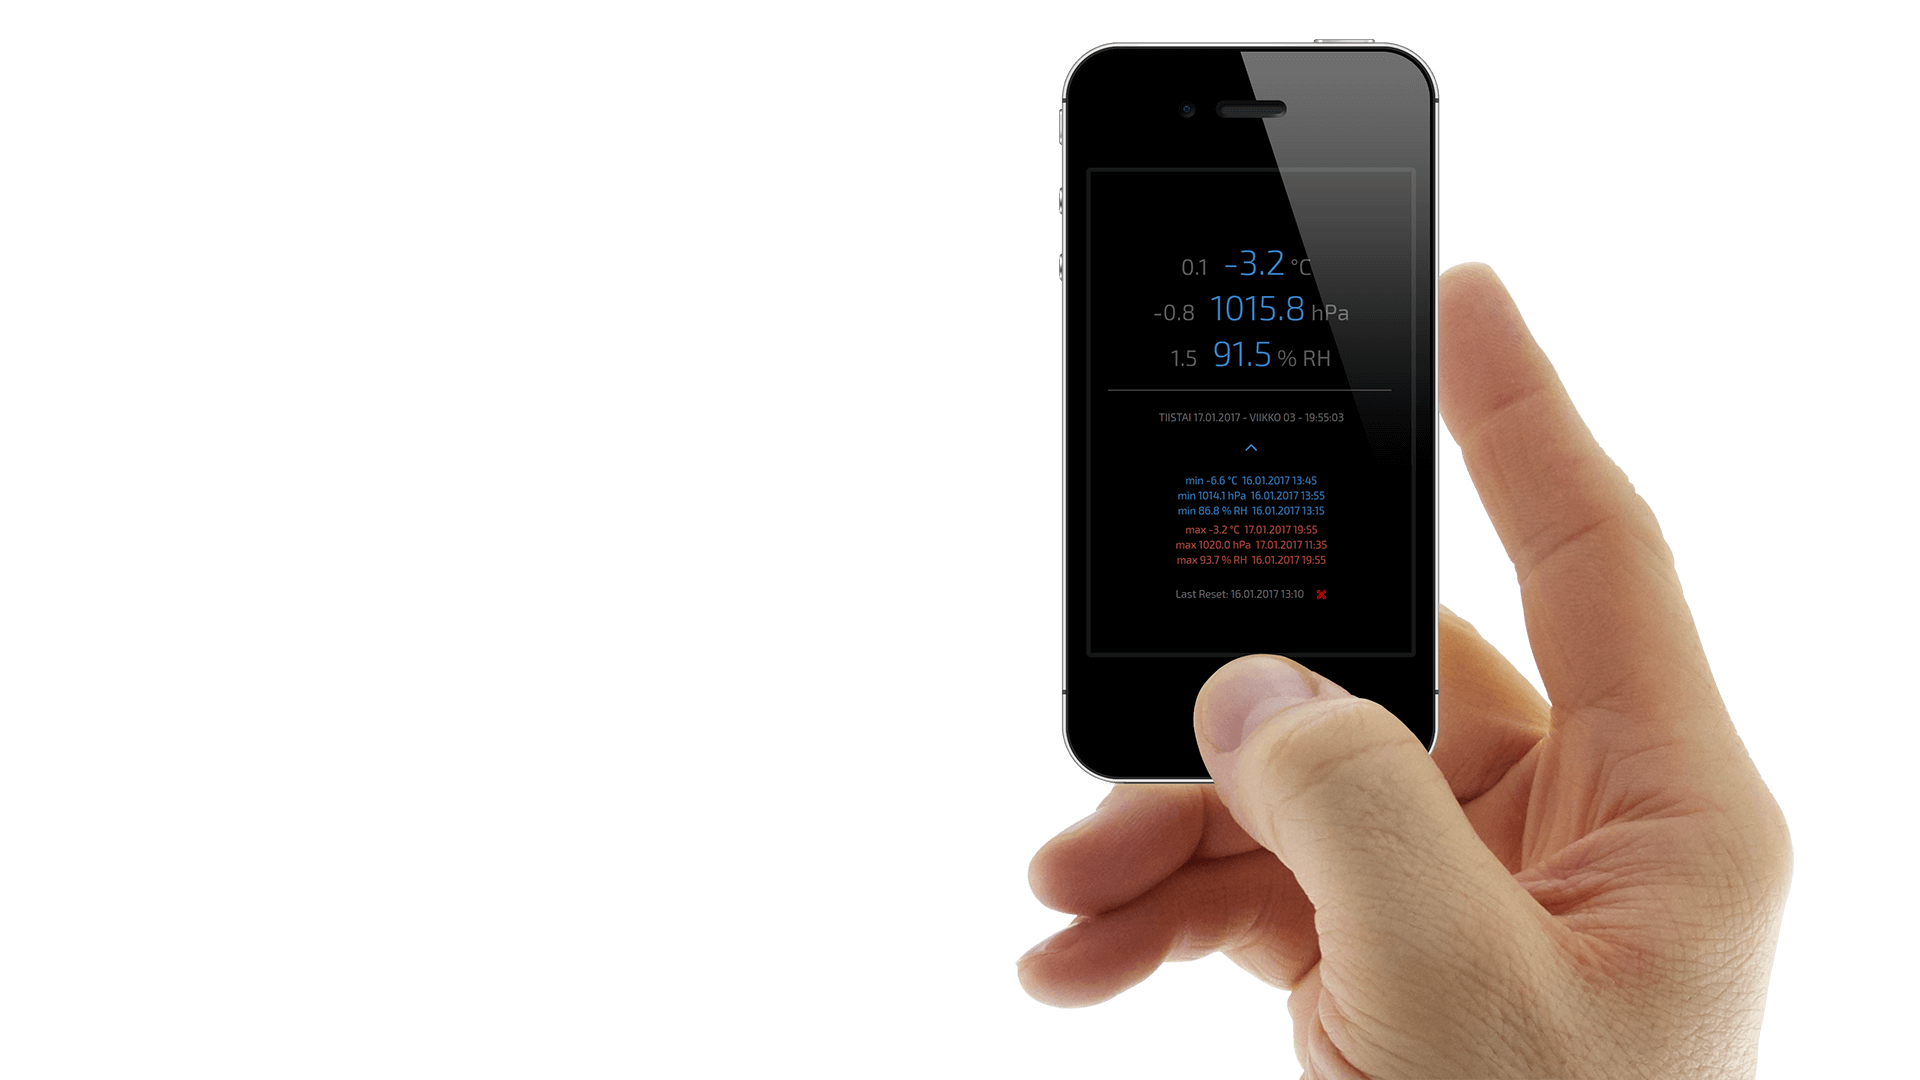 0.1 -3.2 °C
-0.8 1015.8 hPa
1.5 91.5 % RH
TIISTAI 17.01.2017 - VIIKKO 03 - 19:55:03
min -6.6 °C 16.01.2017 13:45
min 1014.1 hPa 16.01.2017 13:55
min 86.8 % RH 16.01.2017 13:15
max -3.2 °C 17.01.2017 19:55
max 1020.0 hPa 17.01.2017 11:35
max 93.7 % RH 16.01.2017 19:55
Last Reset: 16.01.2017 13:10